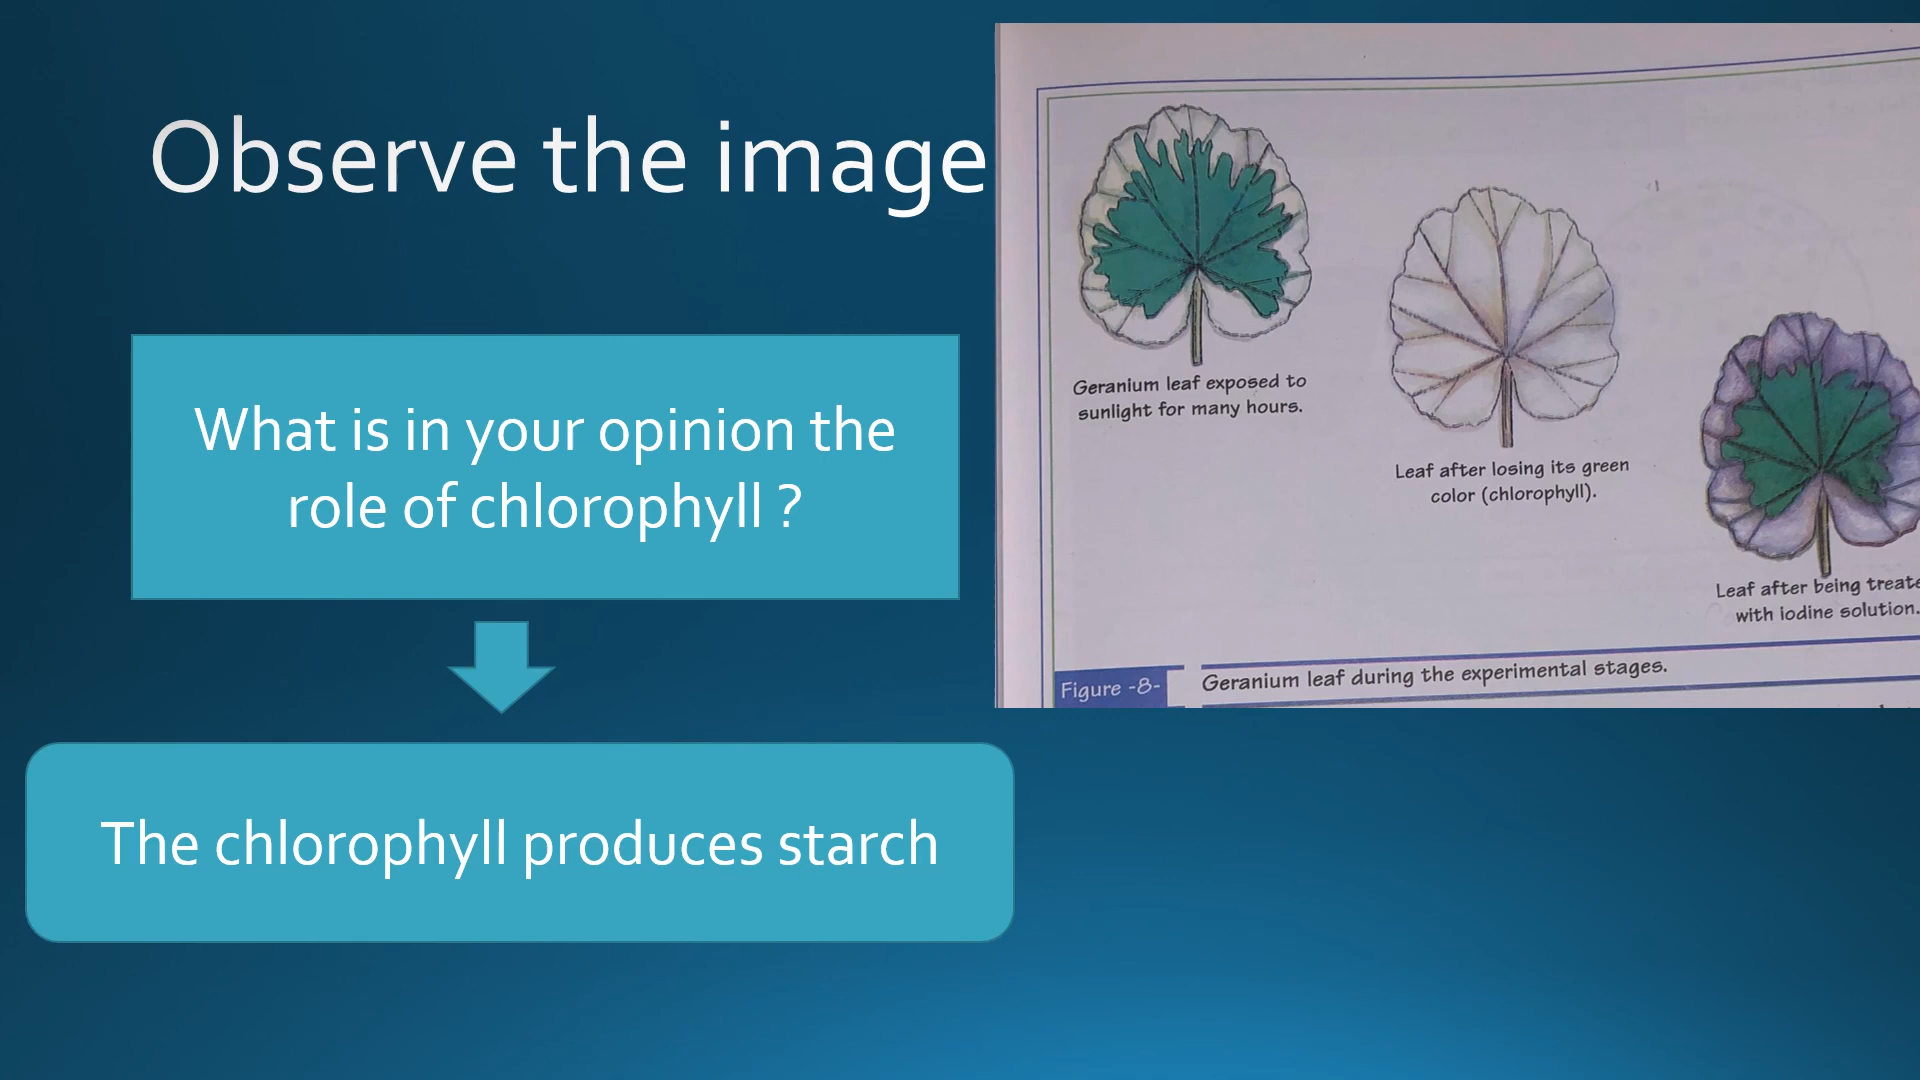 Observe the image
What is in your opinion the
role of chlorophyll ?
The chlorophyll produces starch
Geranium leaf exposed to
sunlight for many hours.
Leaf after losing its green
color (chlorophyll).
Leaf after being
with iodine solution.
Figure -8-
Geranium leaf during the experimental stages.